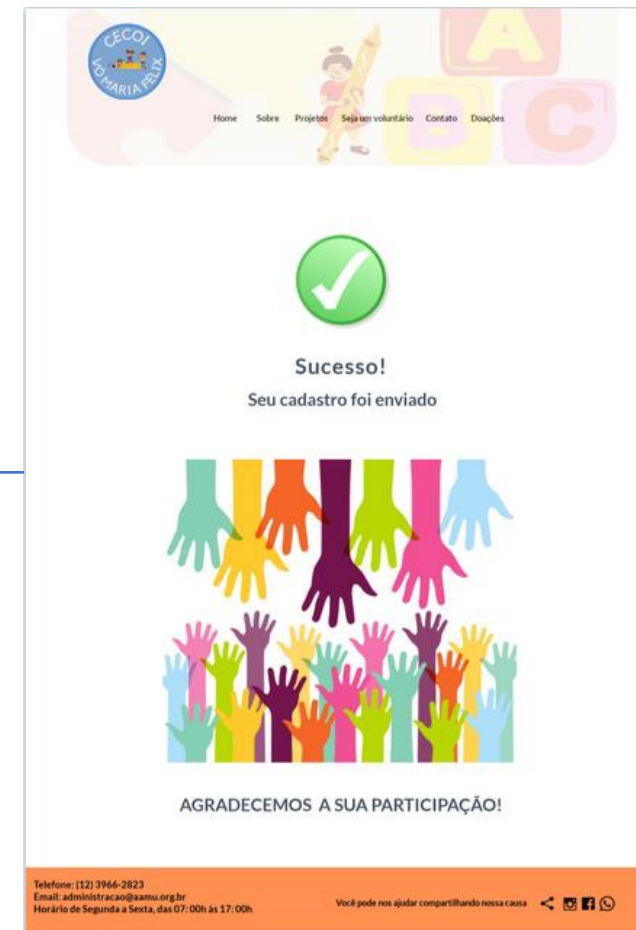 CECOI
VÓ MARIA FELIX
A
B
C
Home Sobre Projetos Seja um voluntário Contato Doações
Sucesso!
Seu cadastro foi enviado
AGRADECEMOS A SUA PARTICIPAÇÃO!
Telefone: (12) 3966-2823
Email: administracao@aamu.org.br
Horário de Segunda a Sexta, das 07:00h às 17:00h
Você pode nos ajudar compartilhando nossa causa